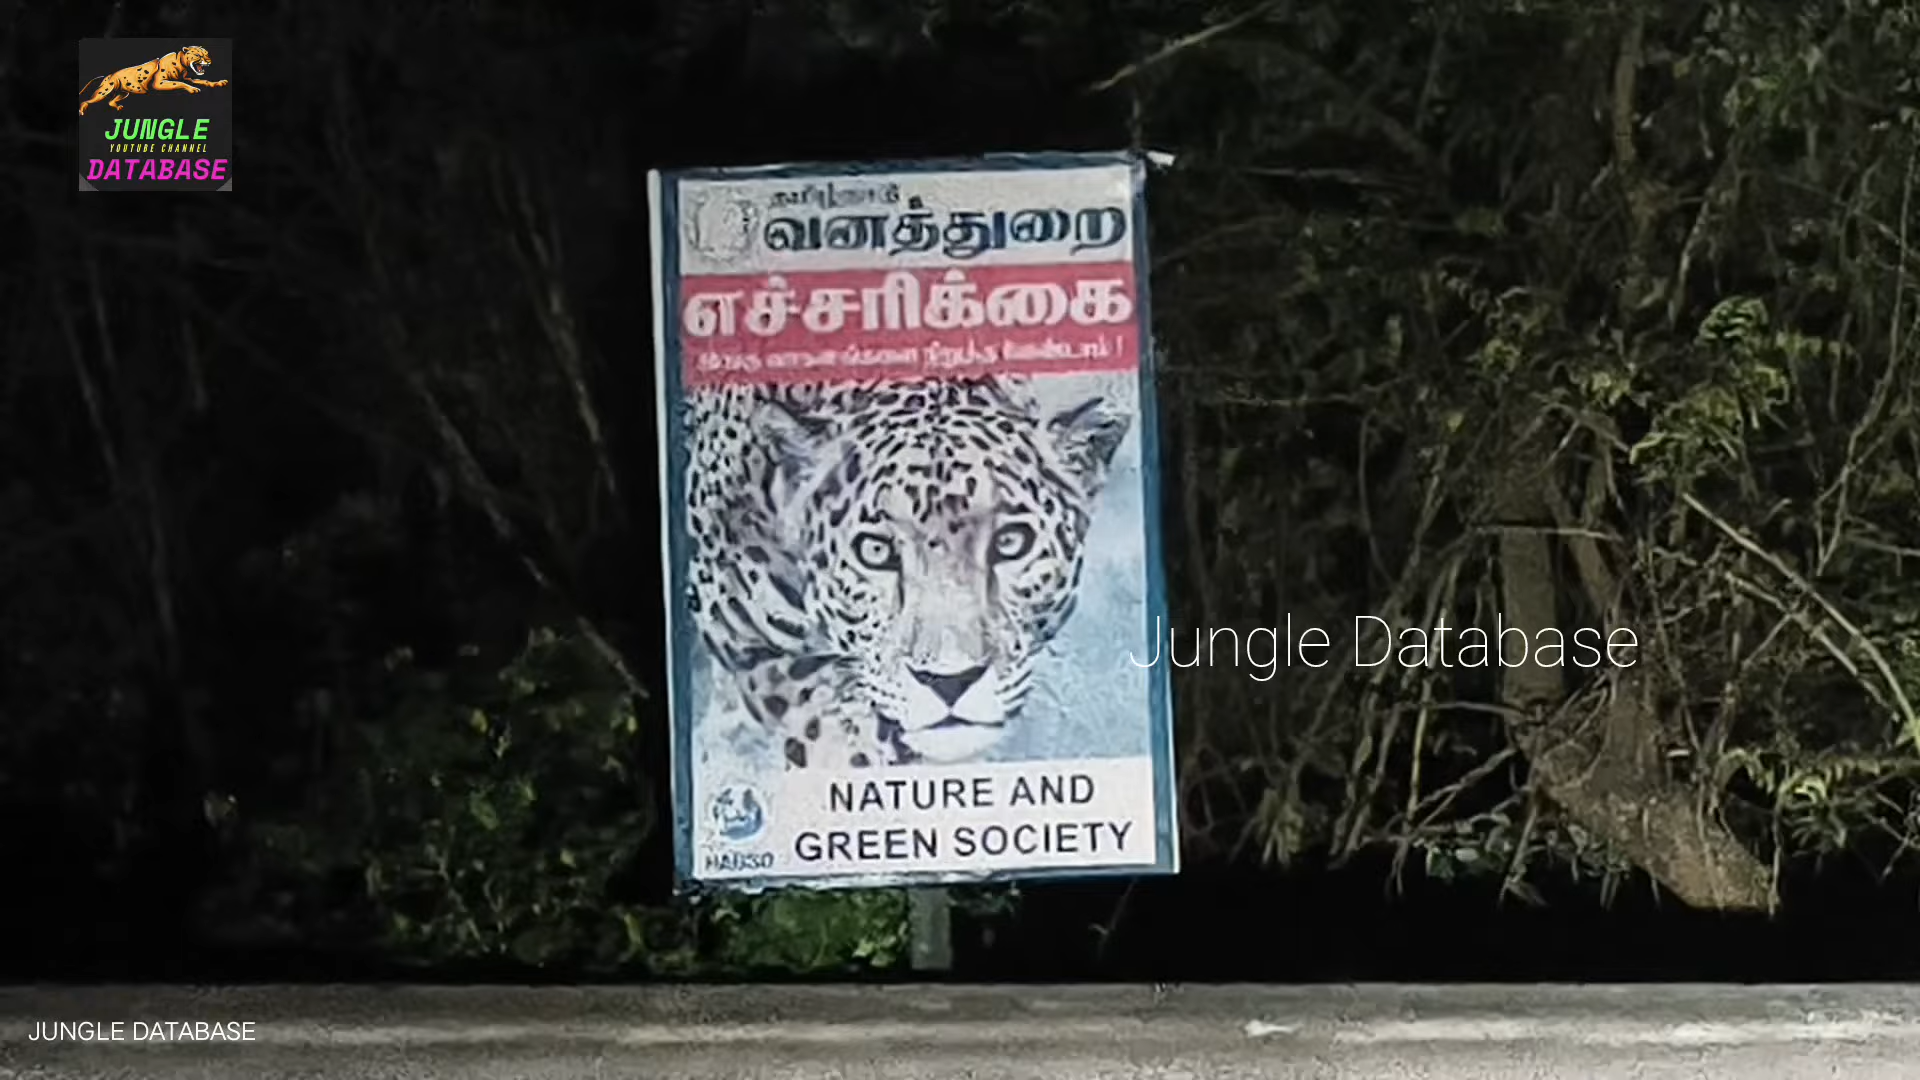 JUNGLE
YOUTUBE CHANNEL
DATABASE
வனத்துறை
எச்சரிக்கை
நிறுத்த வேண்டாம் !
Jungle Database
NATURE AND
GREEN SOCIETY
JUNGLE DATABASE